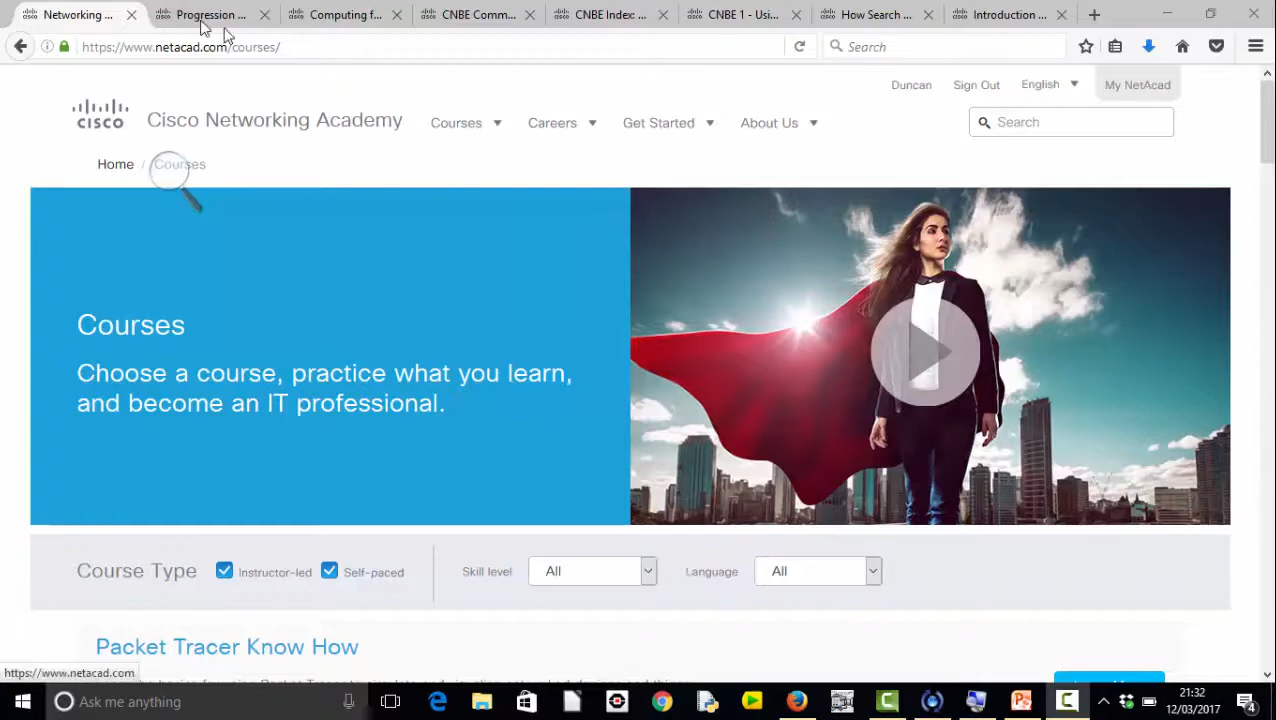 Networking ...
Progression ...
Computing f...
CNBE Comm...
CNBE Index: ...
CNBE 1 - Usi...
How Search ...
Introduction ...
https://www.netacad.com/courses/
Search
Duncan
Sign Out
English
My NetAcad
cisco
Cisco Networking Academy
Courses
Careers
Get Started
About Us
Search
Home / Courses
Courses
Choose a course, practice what you learn,
and become an IT professional.
Course Type
Instructor-led
Self-paced
Skill level
All
Language
All
Packet Tracer Know How
https://www.netacad.com
Ask me anything
21:32
12/03/2017
4